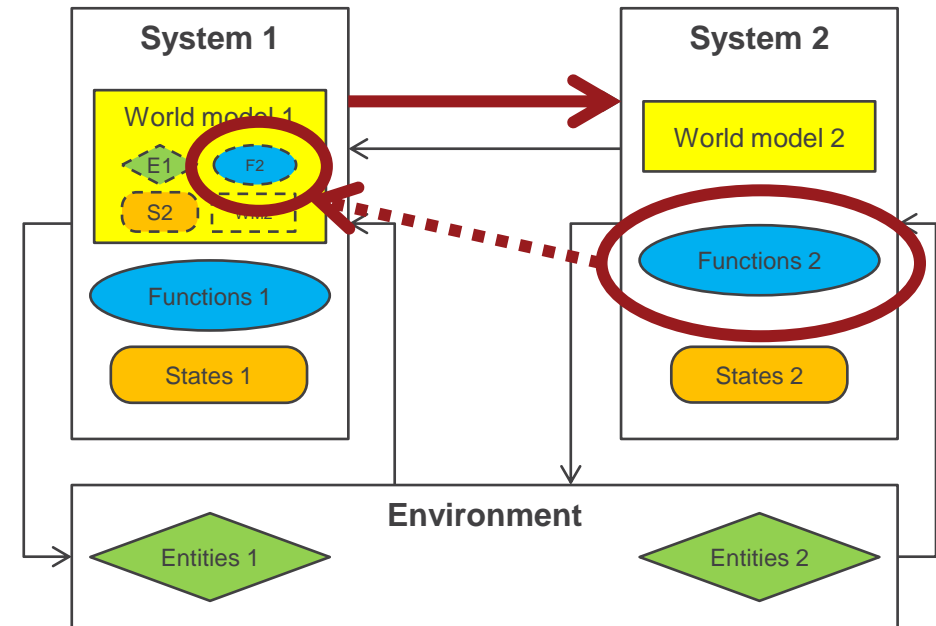 System 1
System 2
World model 1
World model 2
E1
F2
S2
WM2
Functions 2
Functions 1
States 1
States 2
Environment
Entities 1
Entities 2